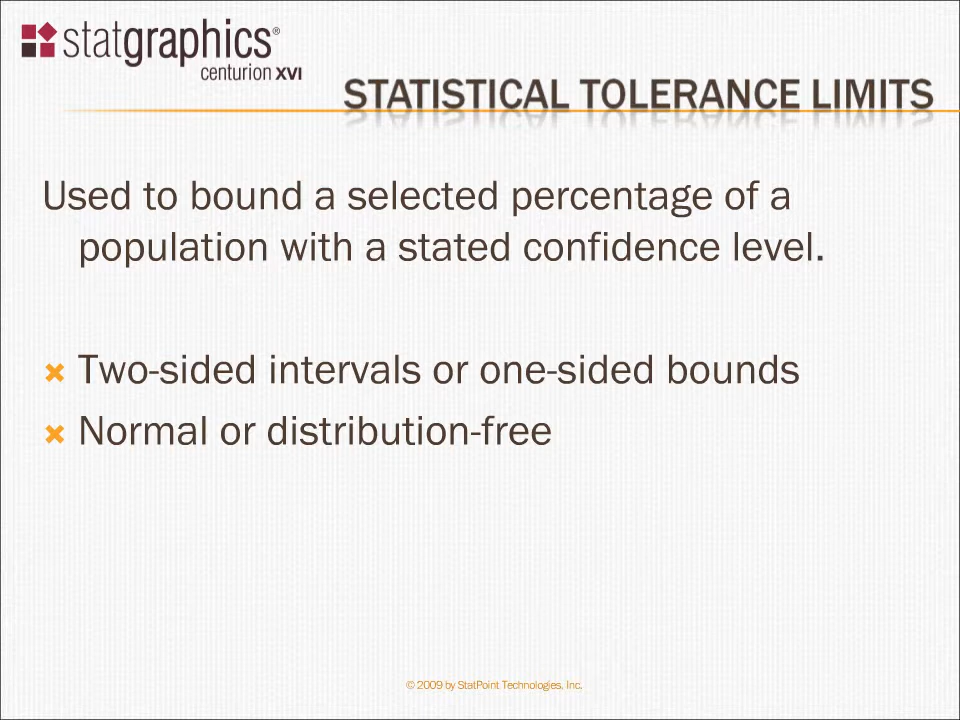 statgraphics®
centurion XVI
STATISTICAL TOLERANCE LIMITS
Used to bound a selected percentage of a
population with a stated confidence level.
Two-sided intervals or one-sided bounds
Normal or distribution-free
© 2009 by StatPoint Technologies, Inc.